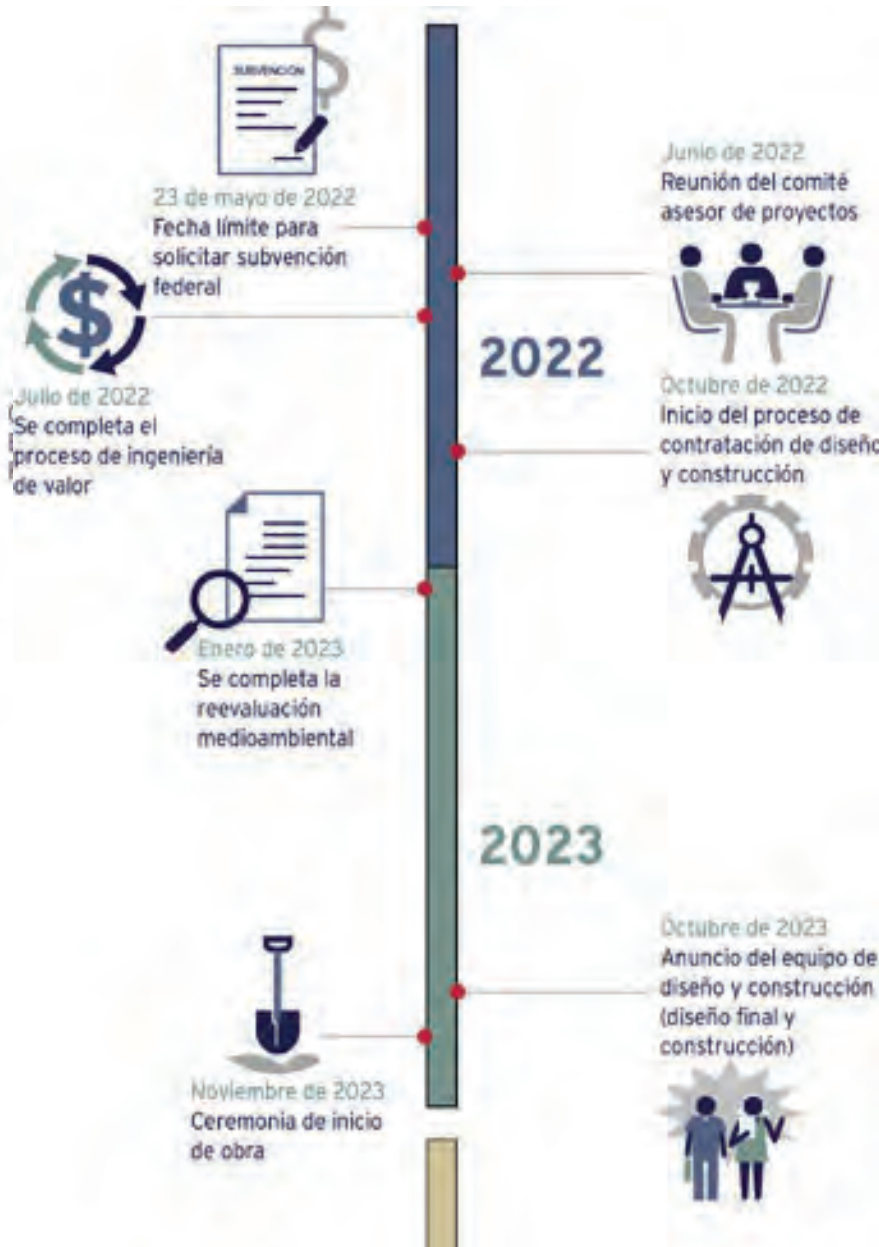 SUBVENCIÓN
23 de mayo de 2022
Fecha límite para
solicitar subvención
federal
Junio de 2022
Reunión del comité
asesor de proyectos
2022
Julio de 2022
Se completa el
proceso de ingeniería
de valor
Octubre de 2022
Inicio del proceso de
contratación de diseño
y construcción
Enero de 2023
Se completa la
reevaluación
medioambiental
2023
Octubre de 2023
Anuncio del equipo de
diseño y construcción
(diseño final y
construcción)
Noviembre de 2023
Ceremonia de inicio
de obra